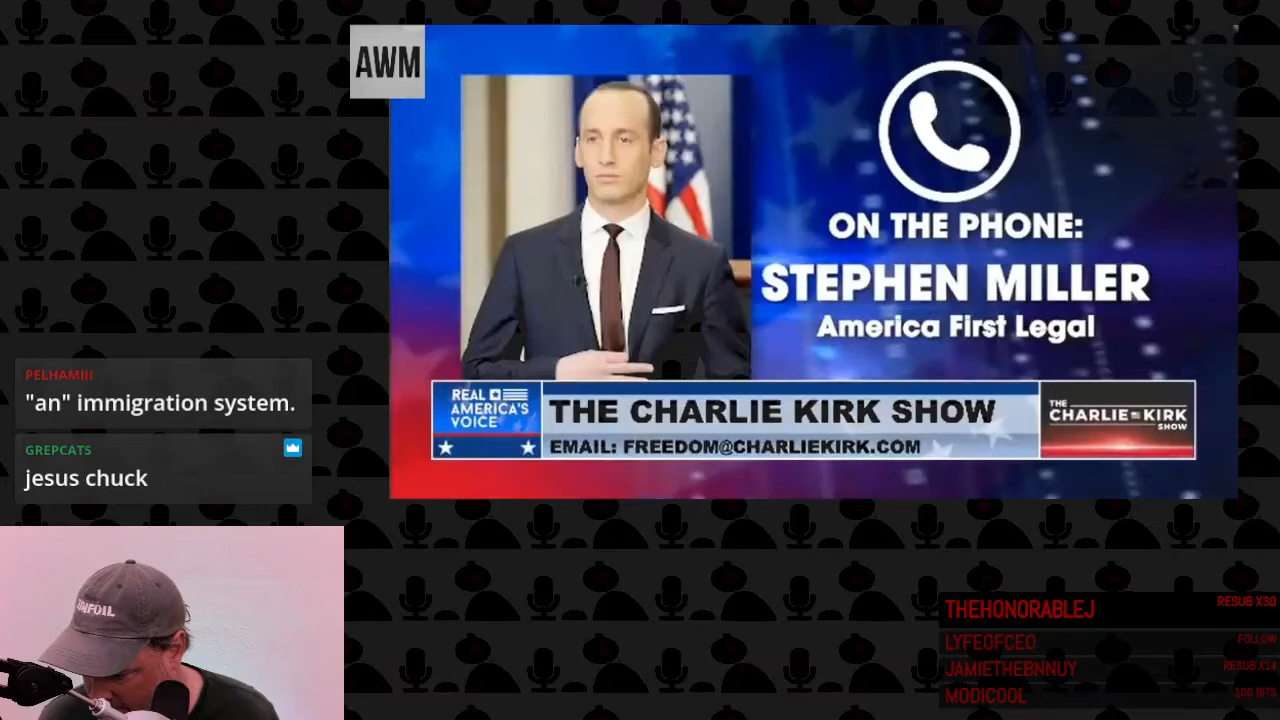 AWM
ON THE PHONE:
STEPHEN MILLER
America First Legal
REAL
AMERICA'S
VOICE
THE CHARLIE KIRK SHOW
EMAIL: FREEDOM@CHARLIEKIRK.COM
THE
CHARLIE KIRK
SHOW
PELHAMIII
"an" immigration system.
GREPCATS
jesus chuck
TINFOIL
THEHONORABLEJ RESUB X30
LYFEOFCEO FOLLOW
JAMIETHEBNNUY RESUB X14
MODICOOL 100 BITS